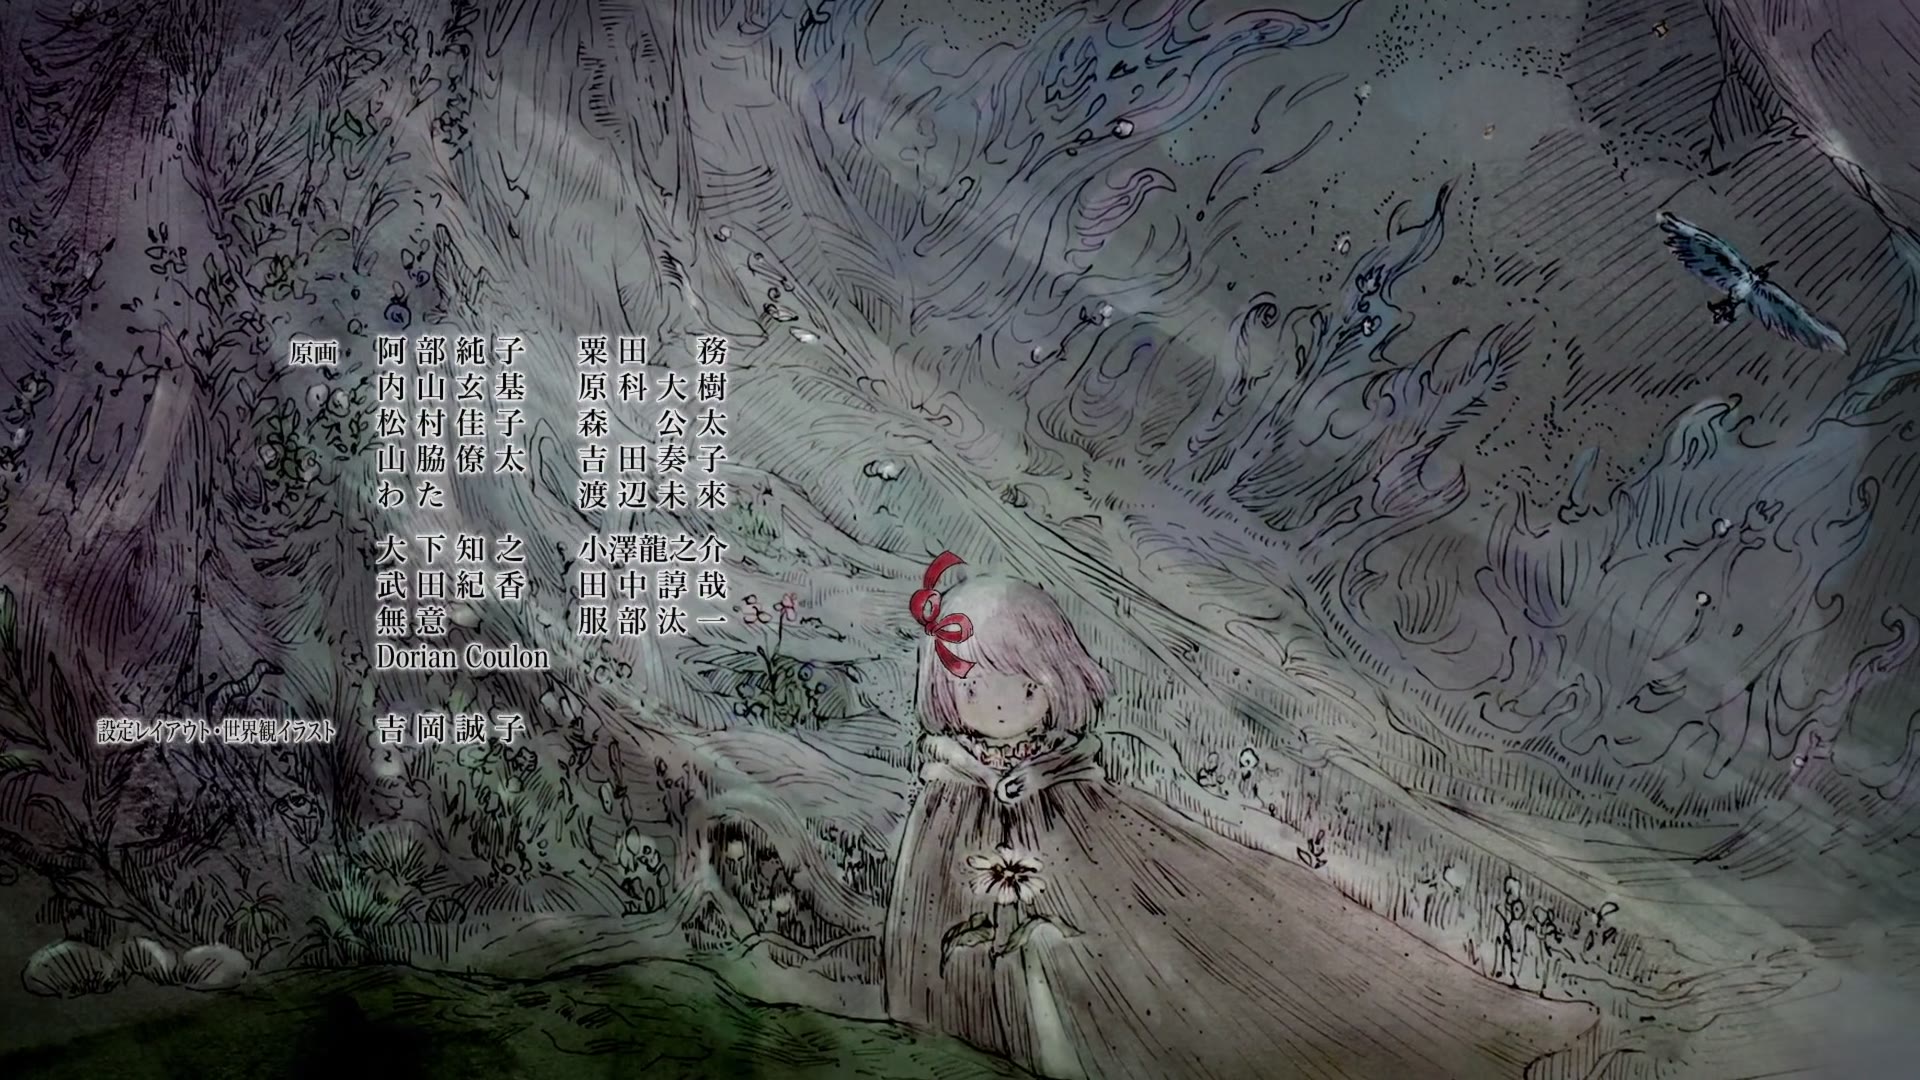 原画 阿部純子 粟田 務
内山玄基 原科大樹
松村佳子 森 公太
山脇僚太 吉田奏子
わた 渡辺未來
大下知之 小澤龍之介
武田紀香 田中諄哉
無意 服部汰一
Dorian Coulon
設定レイアウト・世界観イラスト 吉岡誠子